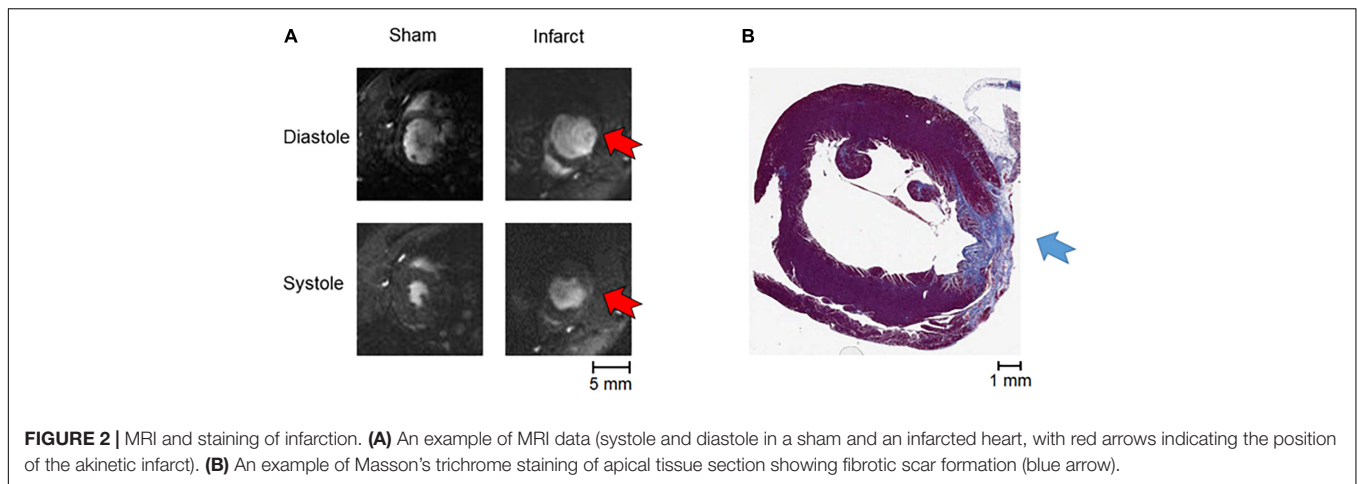 A Sham Infarct B
Diastole
Systole
5 mm
1 mm
FIGURE 2 | MRI and staining of infarction. (A) An example of MRI data (systole and diastole in a sham and an infarcted heart, with red arrows indicating the position
of the akinetic infarct). (B) An example of Masson’s trichrome staining of apical tissue section showing fibrotic scar formation (blue arrow).